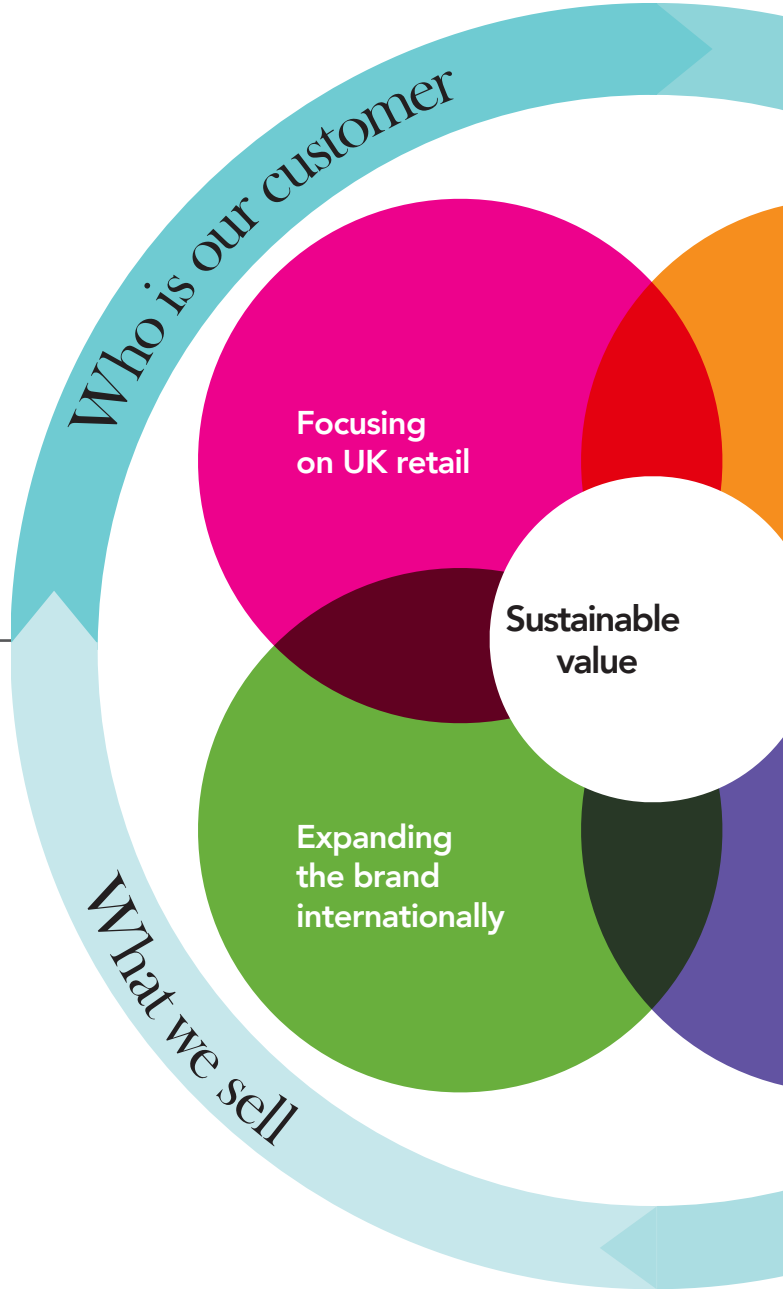 Who is our customer
Focusing
on UK retail
Sustainable
value
Expanding
the brand
internationally
What we sell